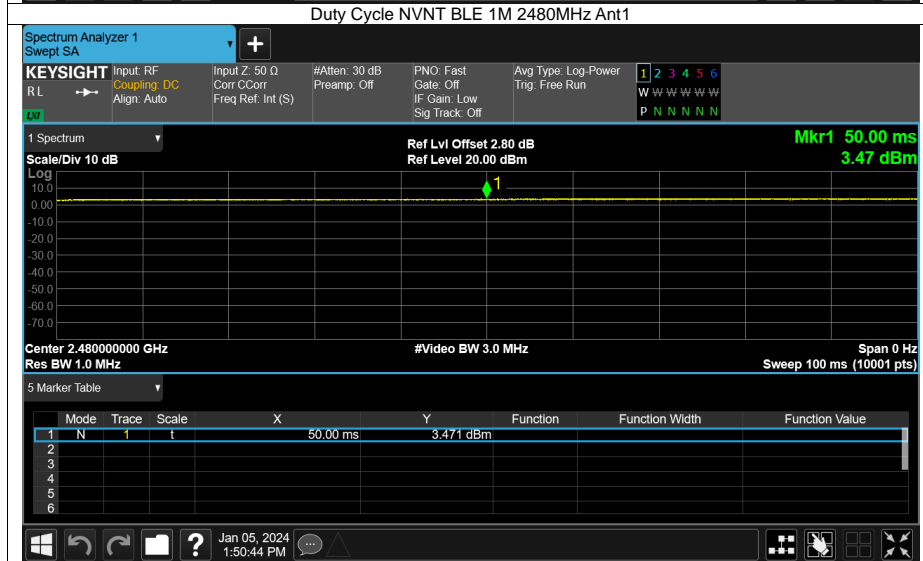 Duty Cycle NVNT BLE 1M 2480MHz Ant1
Spectrum Analyzer 1
Swept SA
+
KEYSIGHT
RL
LXI
Input: RF
Coupling: DC
Align: Auto
Input Z: 50 Ω
Corr CCorr
Freq Ref: Int (S)
#Atten: 30 dB
Preamp: Off
PNO: Fast
Gate: Off
IF Gain: Low
Sig Track: Off
Avg Type: Log-Power
Trig: Free Run
1 2 3 4 5 6
W W W W W W
P N N N N N
1 Spectrum
Scale/Div 10 dB
Ref Lvl Offset 2.80 dB
Ref Level 20.00 dBm
Mkr1 50.00 ms
3.47 dBm
Log
10.0
0.00
-10.0
-20.0
-30.0
-40.0
-50.0
-60.0
-70.0
1
Center 2.480000000 GHz
Res BW 1.0 MHz
#Video BW 3.0 MHz
Span 0 Hz
Sweep 100 ms (10001 pts)
5 Marker Table
Mode Trace Scale X Y Function Function Width Function Value
1 N 1 t 50.00 ms 3.471 dBm
2
3
4
5
6
?
Jan 05, 2024
1:50:44 PM